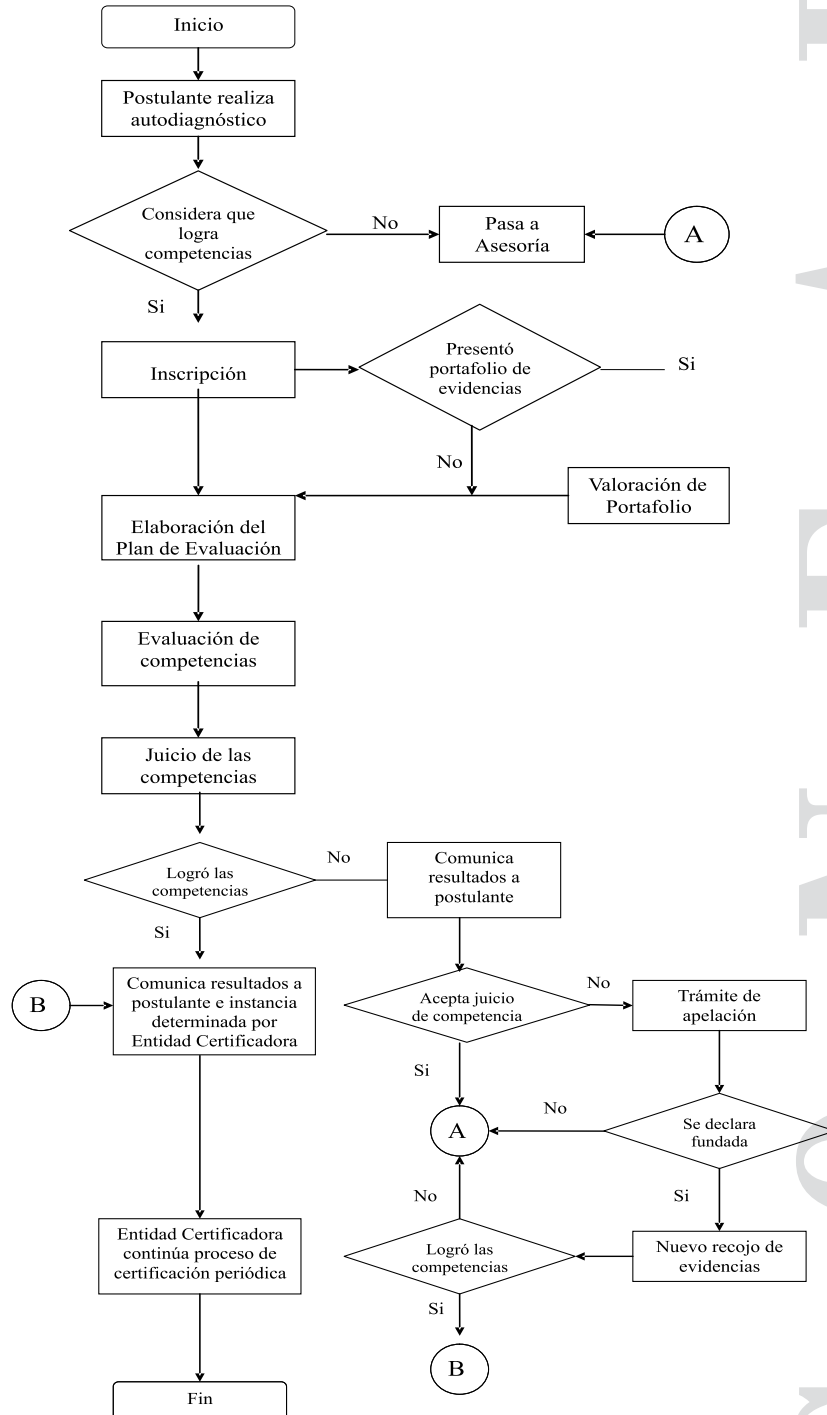 Inicio
Postulante realiza
autodiagnóstico
Considera que
logra
competencias
No
Pasa a
Asesoría
A
Si
Inscripción
Presentó
portafolio de
evidencias
Si
No
Valoración de
Portafolio
Elaboración del
Plan de Evaluación
Evaluación de
competencias
Juicio de las
competencias
Logró las
competencias
No
Comunica
resultados a
postulante
Si
B
Comunica resultados a
postulante e instancia
determinada por
Entidad Certificadora
Acepta juicio
de competencia
No
Trámite de
apelación
Si
A
No
Se declara
fundada
Si
No
Entidad Certificadora
continúa proceso de
certificación periódica
Logró las
competencias
Nuevo recojo de
evidencias
Si
B
Fin